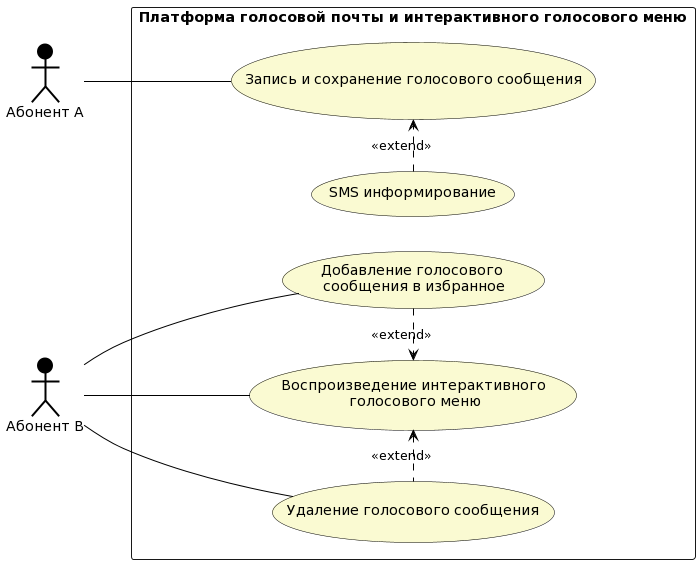 Платформа голосовой почты и интерактивного голосового меню
Запись и сохранение голосового сообщения
Абонент А
«extend»
SMS информирование
Добавление голосового
сообщения в избранное
«extend»
Воспроизведение интерактивного
голосового меню
Абонент В
«extend»
Удаление голосового сообщения